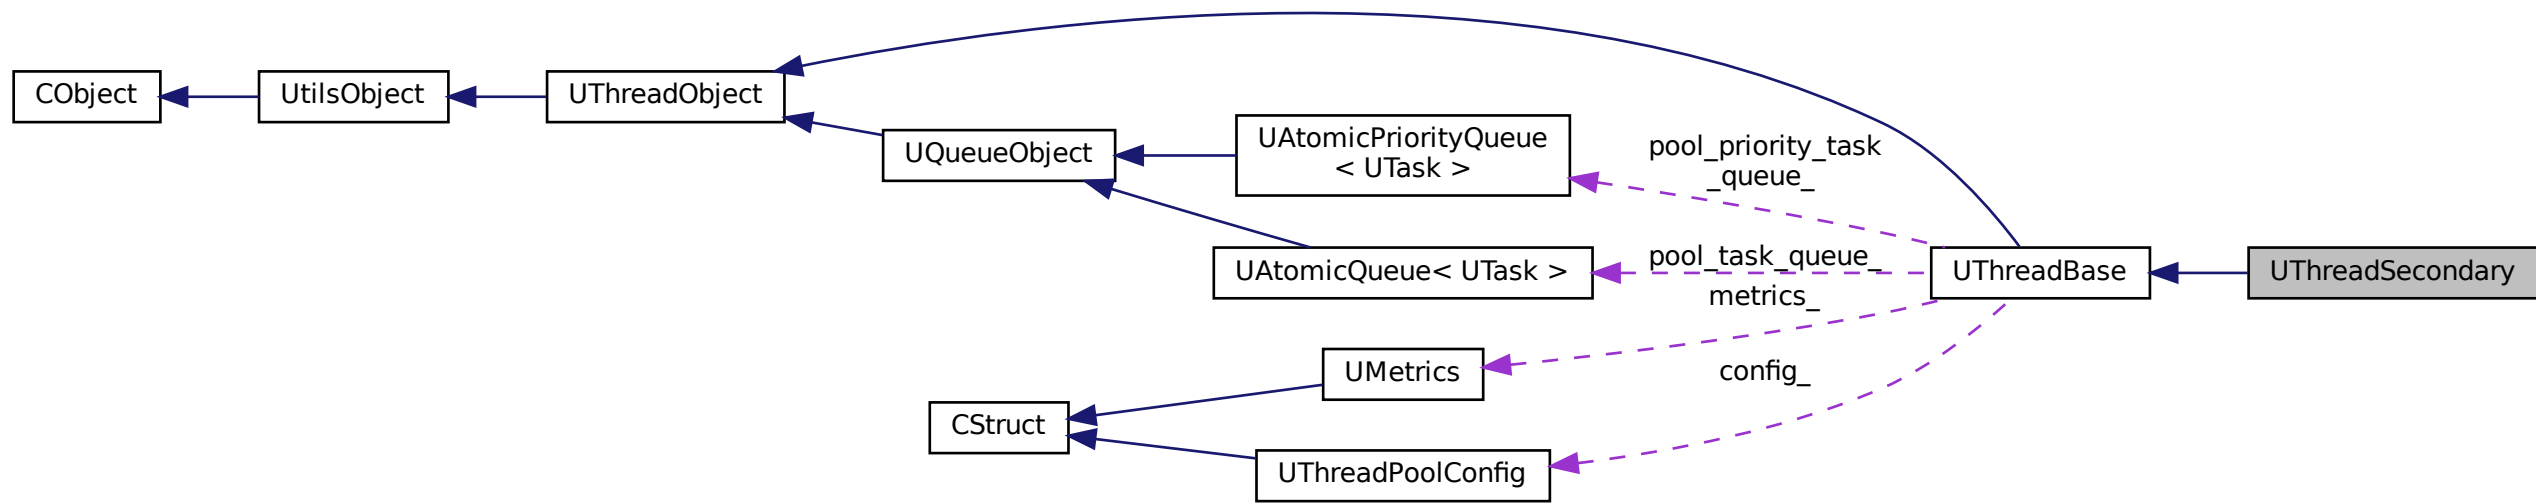 CObject
UtilsObject
UThreadObject
UQueueObject
UAtomicPriorityQueue
< UTask >
UAtomicQueue< UTask >
pool_priority_task
_queue_
pool_task_queue_
metrics_
config_
UThreadBase
UThreadSecondary
UMetrics
CStruct
UThreadPoolConfig